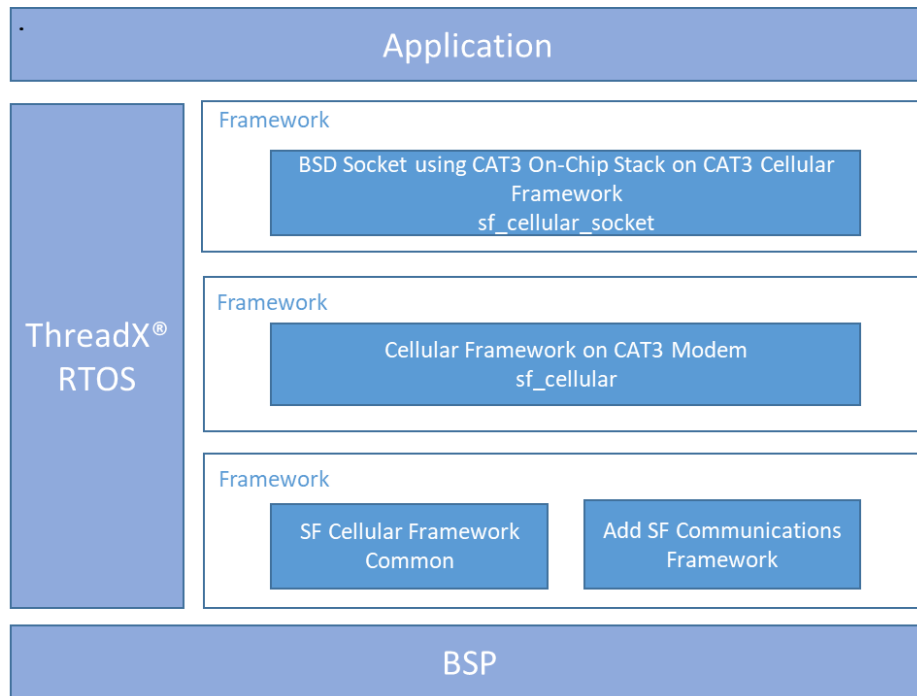 Application
ThreadX®
RTOS
Framework
BSD Socket using CAT3 On-Chip Stack on CAT3 Cellular
Framework
sf_cellular_socket
Framework
Cellular Framework on CAT3 Modem
sf_cellular
Framework
SF Cellular Framework
Common
Add SF Communications
Framework
BSP